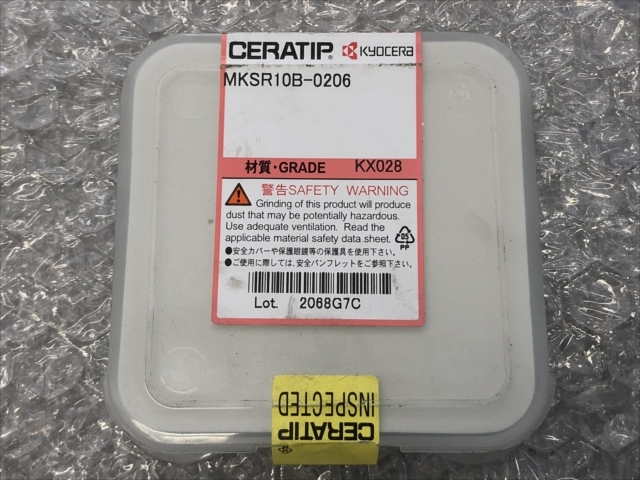 CERATIP® KYOCERA
MKSR10B-0206
材質・GRADE KX028
警告SAFETY WARNING
Grinding of this product will produce
dust that may be potentially hazardous.
Use adequate ventilation. Read the
applicable material safety data sheet.
05
PP
●安全カバーや保護眼鏡等の保護具を使用下さい。
●ご使用に際しては、安全パンフレットをご参照下さい。
Lot. 2068G7C
CERATIP
INSPECTED